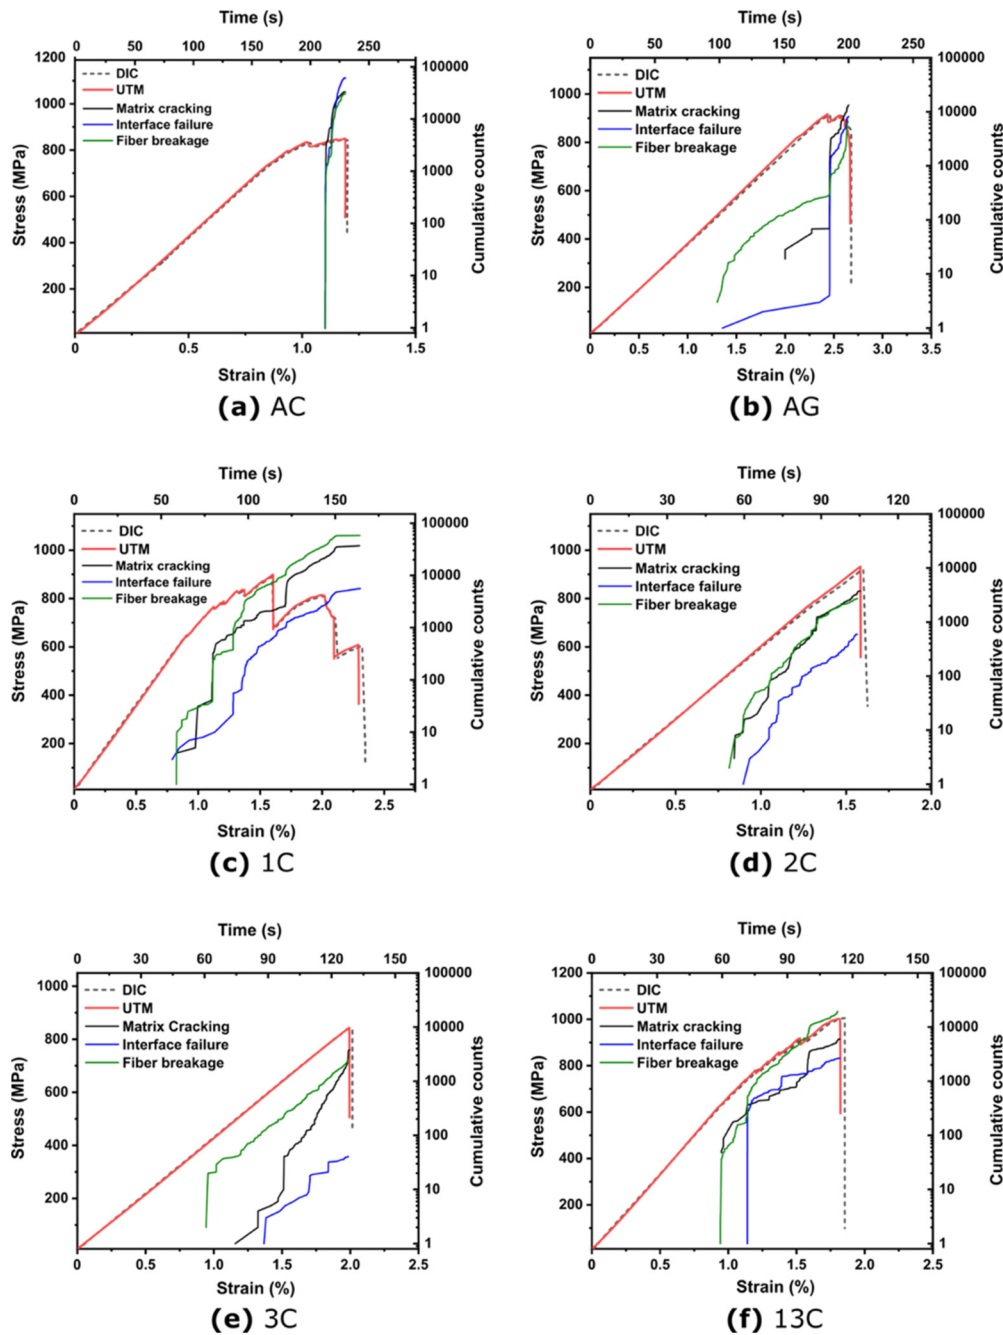 Time (s)
0 50 100 150 200 250
1200
1000
800
600
400
200
Stress (MPa)
DIC
UTM
Matrix cracking
Interface failure
Fiber breakage
100000
10000
1000
100
10
1
Cumulative counts
0 0.5 1.0 1.5
Strain (%)
(a) AC
Time (s)
0 50 100 150 200 250
1000
800
600
400
200
Stress (MPa)
DIC
UTM
Matrix cracking
Interface failure
Fiber breakage
100000
10000
1000
100
10
1
Cumulative counts
0 0.5 1.0 1.5 2.0 2.5 3.0 3.5
Strain (%)
(b) AG
Time (s)
0 50 100 150 200
1000
800
600
400
200
Stress (MPa)
DIC
UTM
Matrix cracking
Interface failure
Fiber breakage
100000
10000
1000
100
10
1
Cumulative counts
0 0.5 1.0 1.5 2.0 2.5
Strain (%)
(c) 1C
Time (s)
0 30 60 90 120
1000
800
600
400
200
Stress (MPa)
DIC
UTM
Matrix cracking
Interface failure
Fiber breakage
100000
10000
1000
100
10
1
Cumulative counts
0 0.5 1.0 1.5 2.0
Strain (%)
(d) 2C
Time (s)
0 30 60 90 120 150
1000
800
600
400
200
Stress (MPa)
DIC
UTM
Matrix Cracking
Interface failure
Fiber breakage
100000
10000
1000
100
10
1
Cumulative counts
0 0.5 1.0 1.5 2.0 2.5
Strain (%)
(e) 3C
Time (s)
0 30 60 90 120 150
1200
1000
800
600
400
200
Stress (MPa)
DIC
UTM
Matrix cracking
Interface failure
Fiber breakage
100000
10000
1000
100
10
1
Cumulative counts
0 0.5 1.0 1.5 2.0 2.5
Strain (%)
(f) 13C